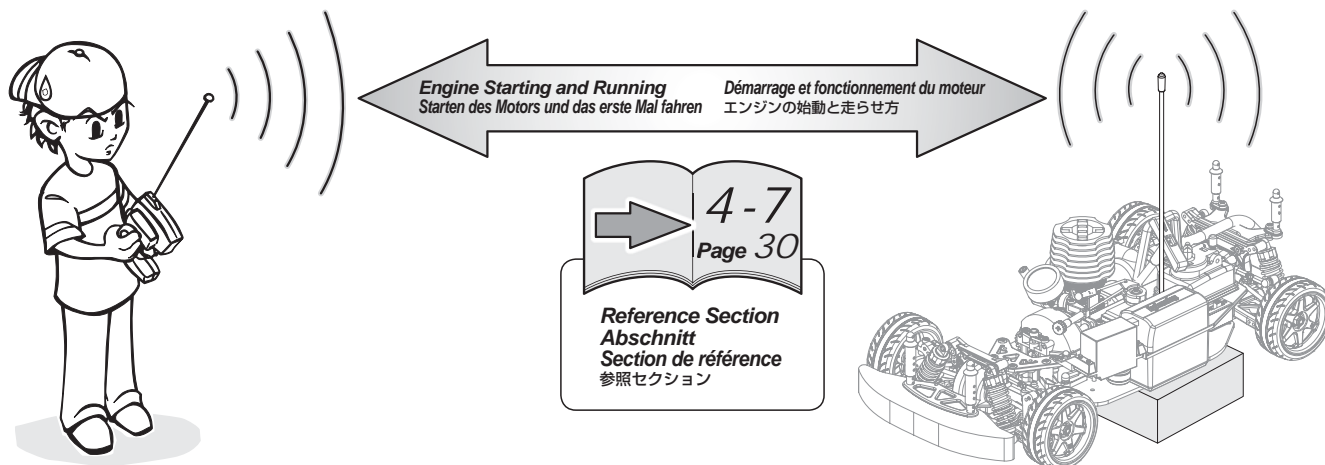 Engine Starting and Running
Starten des Motors und das erste Mal fahren
Démarrage et fonctionnement du moteur
エンジンの始動と走らせ方
4-7
Page 30
Reference Section
Abschnitt
Section de référence
参照セクション